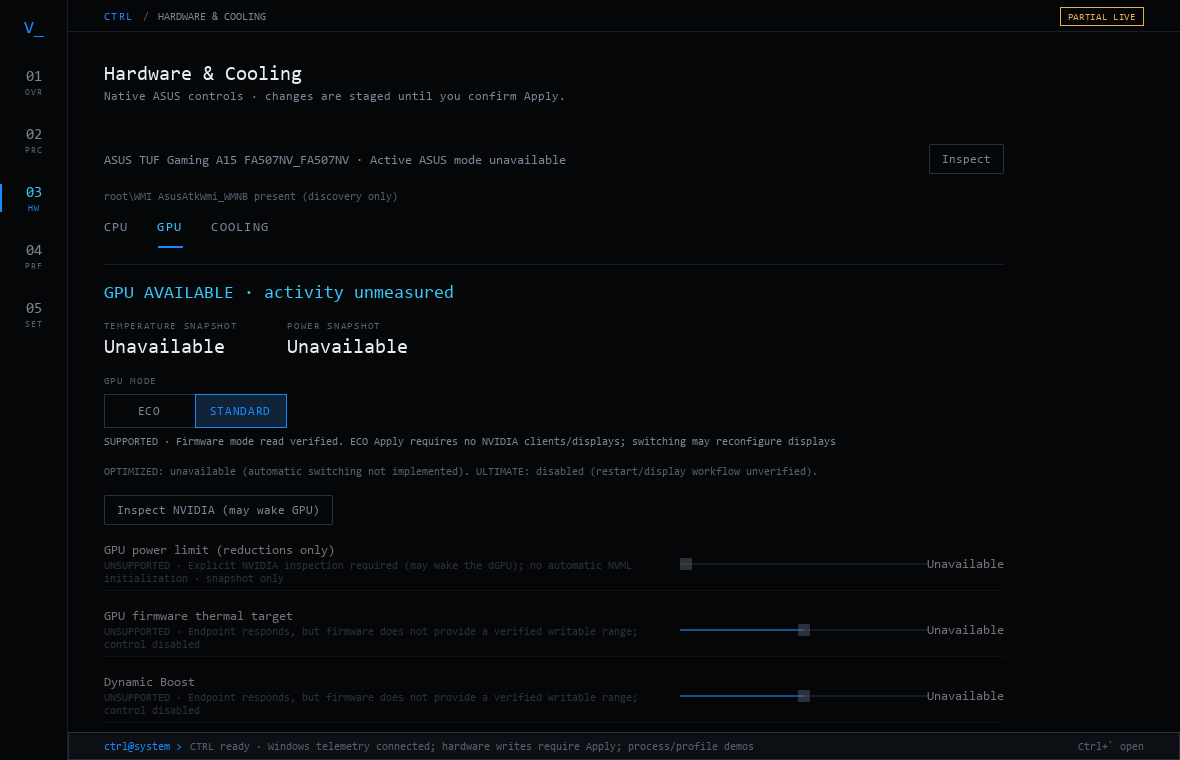 V_
CTRL / HARDWARE & COOLING
PARTIAL LIVE
01
OVR
02
PRC
03
HW
04
PRF
05
SET
Hardware & Cooling
Native ASUS controls · changes are staged until you confirm Apply.
ASUS TUF Gaming A15 FA507NV_FA507NV · Active ASUS mode unavailable
Inspect
root\WMI AsusAtkWmi_WMNB present (discovery only)
CPU GPU COOLING
GPU AVAILABLE · activity unmeasured
TEMPERATURE SNAPSHOT POWER SNAPSHOT
Unavailable Unavailable
GPU MODE
ECO STANDARD
SUPPORTED · Firmware mode read verified. ECO Apply requires no NVIDIA clients/displays; switching may reconfigure displays
OPTIMIZED: unavailable (automatic switching not implemented). ULTIMATE: disabled (restart/display workflow unverified).
Inspect NVIDIA (may wake GPU)
GPU power limit (reductions only)
UNSUPPORTED · Explicit NVIDIA inspection required (may wake the dGPU); no automatic NVML
initialization · snapshot only
Unavailable
GPU firmware thermal target
UNSUPPORTED · Endpoint responds, but firmware does not provide a verified writable range;
control disabled
Unavailable
Dynamic Boost
UNSUPPORTED · Endpoint responds, but firmware does not provide a verified writable range;
control disabled
Unavailable
ctrl@system › CTRL ready · Windows telemetry connected; hardware writes require Apply; process/profile demos
Ctrl+` open